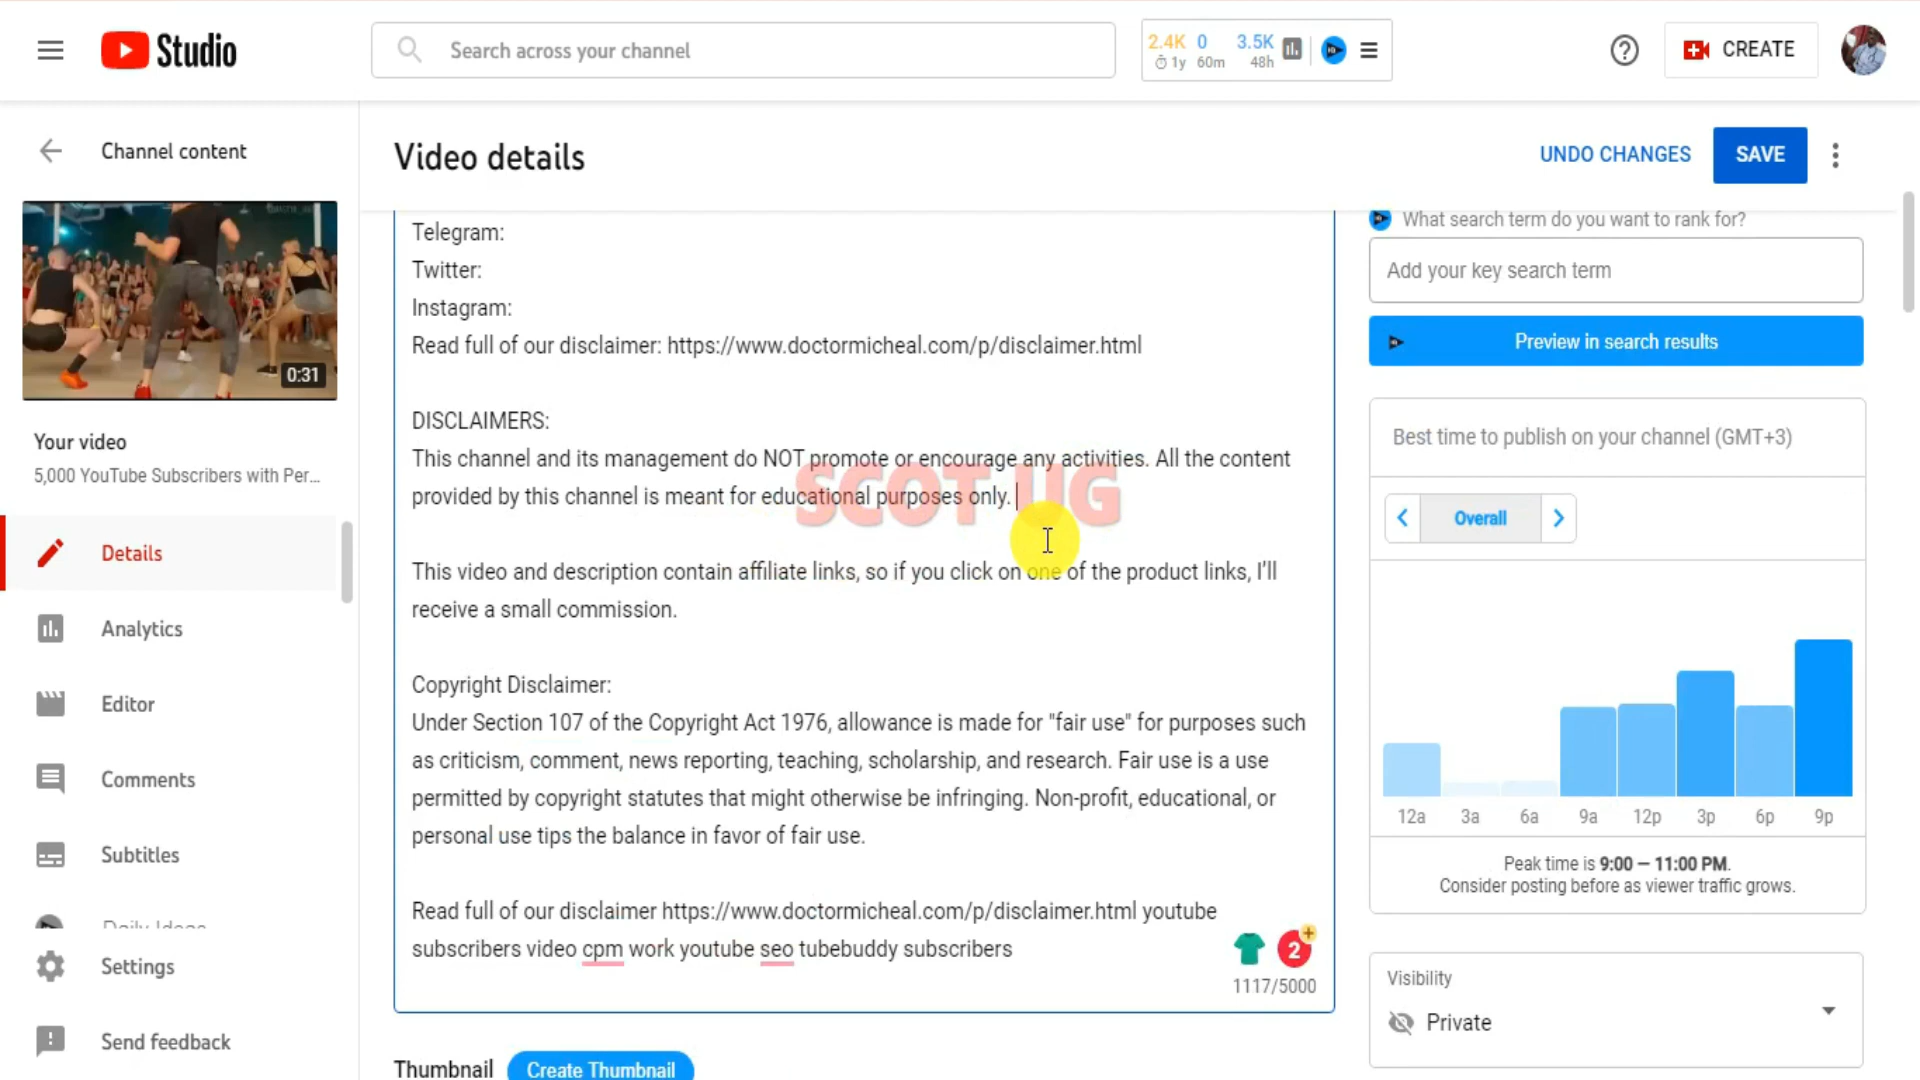 Studio
Search across your channel
2.4K 0 3.5K
1y 60m 48h
CREATE
Channel content
Video details
UNDO CHANGES
SAVE
0:31
Your video
5,000 YouTube Subscribers with Per...
Details
Analytics
Editor
Comments
Subtitles
Daily Ideas
Settings
Send feedback
Telegram:
Twitter:
Instagram:
Read full of our disclaimer: https://www.doctormicheal.com/p/disclaimer.html
DISCLAIMERS:
This channel and its management do NOT promote or encourage any activities. All the content
provided by this channel is meant for educational purposes only.
SCOT UG
This video and description contain affiliate links, so if you click on one of the product links, I'll
receive a small commission.
Copyright Disclaimer:
Under Section 107 of the Copyright Act 1976, allowance is made for "fair use" for purposes such
as criticism, comment, news reporting, teaching, scholarship, and research. Fair use is a use
permitted by copyright statutes that might otherwise be infringing. Non-profit, educational, or
personal use tips the balance in favor of fair use.
Read full of our disclaimer https://www.doctormicheal.com/p/disclaimer.html youtube
subscribers video cpm work youtube seo tubebuddy subscribers
2
1117/5000
Thumbnail
Create Thumbnail
What search term do you want to rank for?
Add your key search term
Preview in search results
Best time to publish on your channel (GMT+3)
Overall
12a 3a 6a 9a 12p 3p 6p 9p
Peak time is 9:00 – 11:00 PM.
Consider posting before as viewer traffic grows.
Visibility
Private